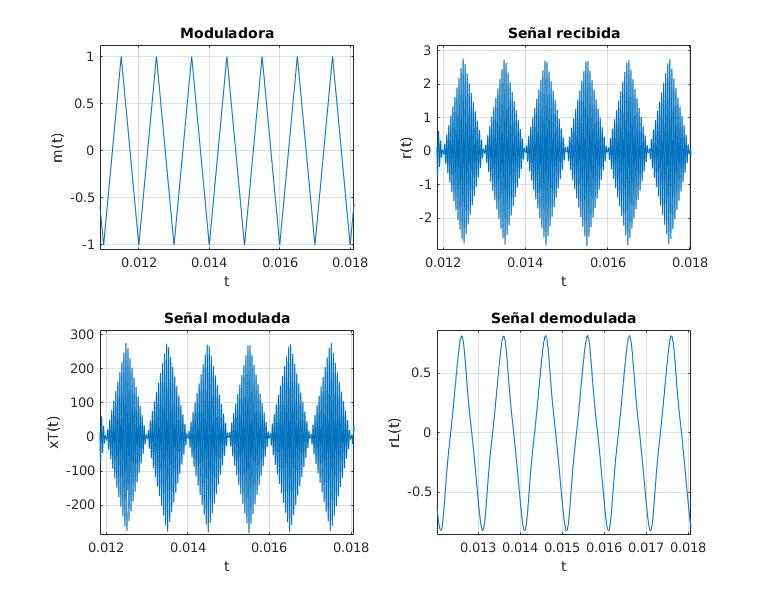 Moduladora
1
0.5
0
-0.5
-1
m(t)
0.012 0.014 0.016 0.018
t
Señal recibida
3
2
1
0
-1
-2
r(t)
0.012 0.014 0.016 0.018
t
Señal modulada
300
200
100
0
-100
-200
xT(t)
0.012 0.014 0.016 0.018
t
Señal demodulada
0.5
0
-0.5
rL(t)
0.013 0.014 0.015 0.016 0.017 0.018
t